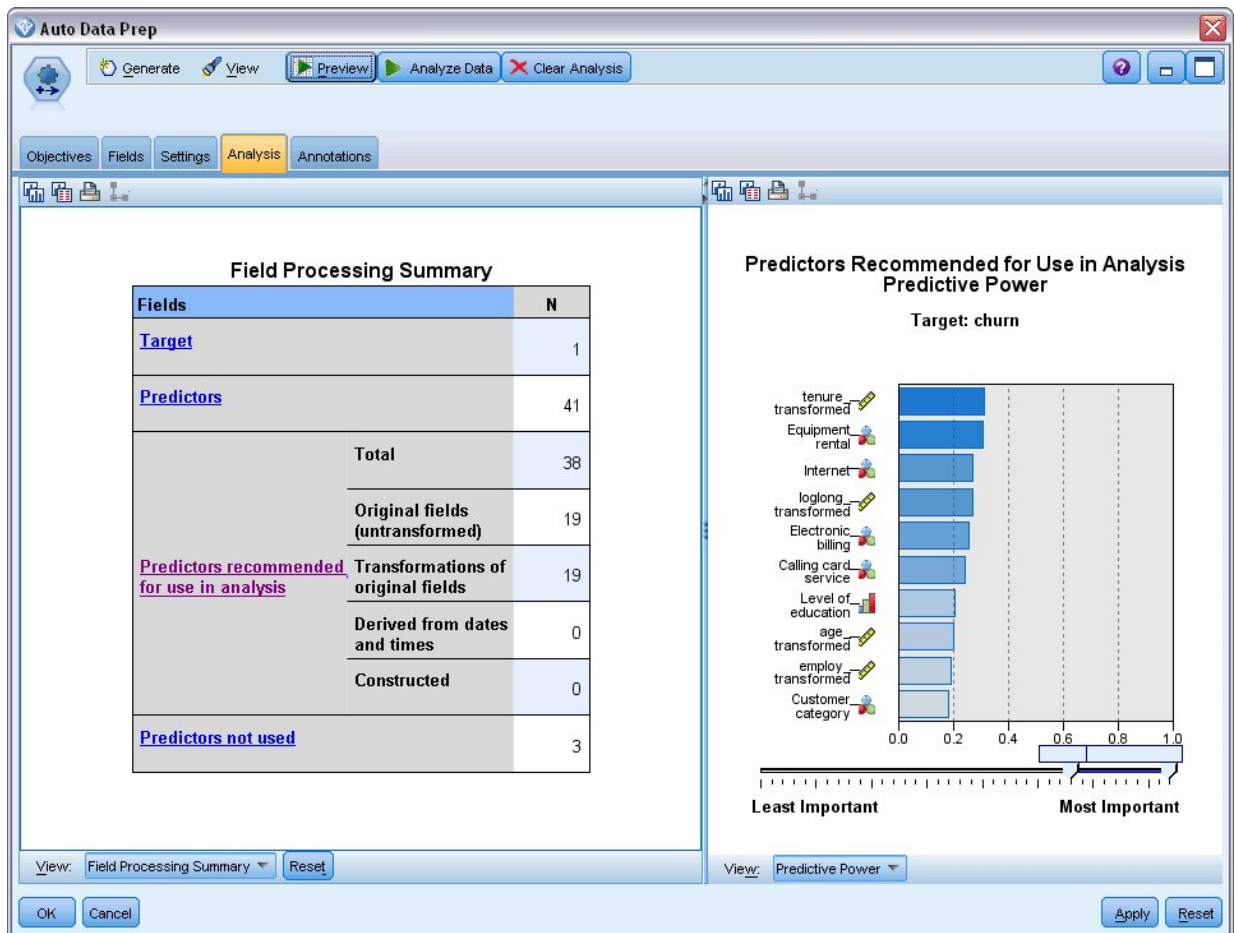 Auto Data Prep
Generate View Preview Analyze Data Clear Analysis
Objectives Fields Settings Analysis Annotations
Field Processing Summary
Fields N
Target 1
Predictors 41
Predictors recommended for use in analysis
Total 38
Original fields (untransformed) 19
Transformations of original fields 19
Derived from dates and times 0
Constructed 0
Predictors not used 3
View: Field Processing Summary Reset
Predictors Recommended for Use in Analysis
Predictive Power
Target: churn
tenure_
transformed
Equipment
rental
Internet
loglong_
transformed
Electronic
billing
Calling card
service
Level of
education
age_
transformed
employ_
transformed
Customer
category
0.0 0.2 0.4 0.6 0.8 1.0
Least Important Most Important
View: Predictive Power
OK Cancel Apply Reset